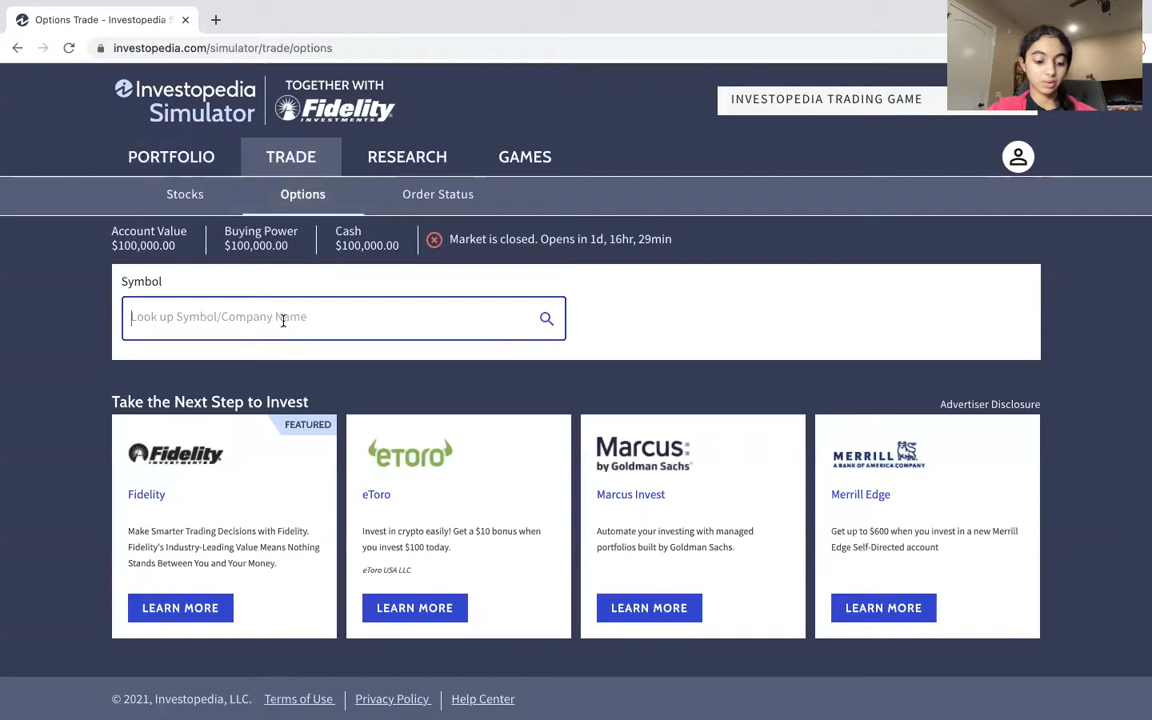 Options Trade - Investopedia S
investopedia.com/simulator/trade/options
Investopedia
Simulator
TOGETHER WITH
Fidelity
INVESTMENTS
INVESTOPEDIA TRADING GAME
PORTFOLIO
TRADE
RESEARCH
GAMES
Stocks
Options
Order Status
Account Value
$100,000.00
Buying Power
$100,000.00
Cash
$100,000.00
Market is closed. Opens in 1d, 16hr, 29min
Symbol
Look up Symbol/Company Name
Take the Next Step to Invest
Advertiser Disclosure
FEATURED
Fidelity
INVESTMENTS
Fidelity
Make Smarter Trading Decisions with Fidelity.
Fidelity's Industry-Leading Value Means Nothing
Stands Between You and Your Money.
LEARN MORE
eToro
eToro
Invest in crypto easily! Get a $10 bonus when
you invest $100 today.
eToro USA LLC
LEARN MORE
Marcus:
by Goldman Sachs
Marcus Invest
Automate your investing with managed
portfolios built by Goldman Sachs.
LEARN MORE
MERRILL
A BANK OF AMERICA COMPANY
Merrill Edge
Get up to $600 when you invest in a new Merrill
Edge Self-Directed account
LEARN MORE
© 2021, Investopedia, LLC.
Terms of Use
Privacy Policy
Help Center